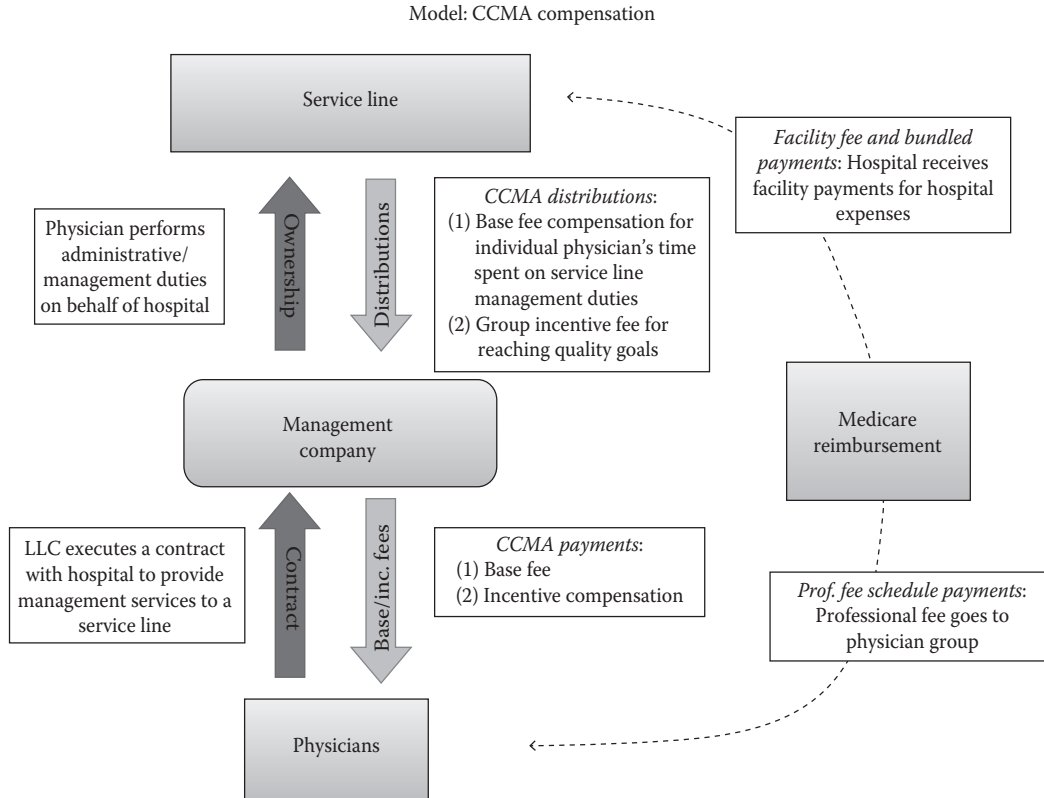 Model: CCMA compensation
Service line
Facility fee and bundled
payments: Hospital receives
facility payments for hospital
expenses
Physician performs
administrative/
management duties
on behalf of hospital
Ownership
Distributions
CCMA distributions:
(1) Base fee compensation for
individual physician's time
spent on service line
management duties
(2) Group incentive fee for
reaching quality goals
Management
company
Medicare
reimbursement
LLC executes a contract
with hospital to provide
management services to a
service line
Contract
Base/inc. fees
CCMA payments:
(1) Base fee
(2) Incentive compensation
Prof. fee schedule payments:
Professional fee goes to
physician group
Physicians